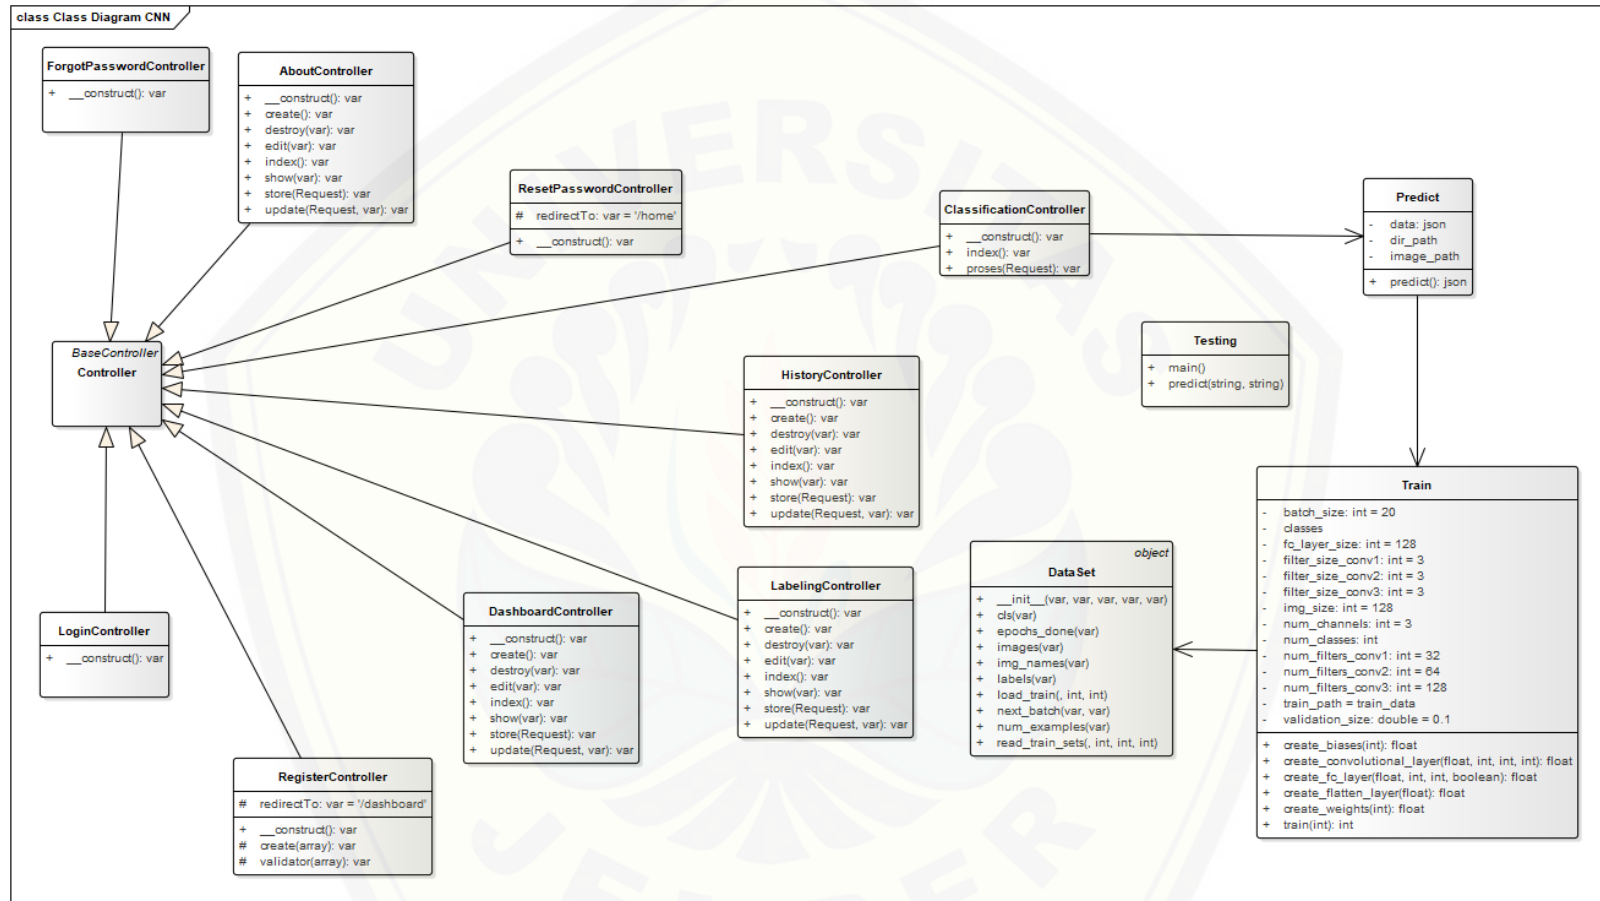 class Class Diagram CNN
ForgotPasswordController
+ __construct(): var
AboutController
+ __construct(): var
+ create(): var
+ destroy(var): var
+ edit(var): var
+ index(): var
+ show(var): var
+ store(Request): var
+ update(Request, var): var
ResetPasswordController
# redirectTo: var = '/home'
+ __construct(): var
ClassificationController
+ __construct(): var
+ index(): var
+ proses(Request): var
Predict
- data: json
- dir_path
- image_path
+ predict(): json
BaseController
Controller
Testing
+ main()
+ predict(string, string)
HistoryController
+ __construct(): var
+ create(): var
+ destroy(var): var
+ edit(var): var
+ index(): var
+ show(var): var
+ store(Request): var
+ update(Request, var): var
Train
- batch_size: int = 20
- classes
- fc_layer_size: int = 128
- filter_size_conv1: int = 3
- filter_size_conv2: int = 3
- filter_size_conv3: int = 3
- img_size: int = 128
- num_channels: int = 3
- num_classes: int
- num_filters_conv1: int = 32
- num_filters_conv2: int = 64
- num_filters_conv3: int = 128
- train_path = train_data
- validation_size: double = 0.1
+ create_biases(int): float
+ create_convolutional_layer(float, int, int, int): float
+ create_fc_layer(float, int, int, boolean): float
+ create_flatten_layer(float): float
+ create_weights(int): float
+ train(int): int
object
DataSet
+ __init__(var, var, var, var, var)
+ cls(var)
+ epochs_done(var)
+ images(var)
+ img_names(var)
+ labels(var)
+ load_train(, int, int)
+ next_batch(var, var)
+ num_examples(var)
+ read_train_sets(, int, int, int)
LabelingController
+ __construct(): var
+ create(): var
+ destroy(var): var
+ edit(var): var
+ index(): var
+ show(var): var
+ store(Request): var
+ update(Request, var): var
DashboardController
+ __construct(): var
+ create(): var
+ destroy(var): var
+ edit(var): var
+ index(): var
+ show(var): var
+ store(Request): var
+ update(Request, var): var
LoginController
+ __construct(): var
RegisterController
# redirectTo: var = '/dashboard'
+ __construct(): var
# create(array): var
# validator(array): var
UNIVERSITAS
JEMBER